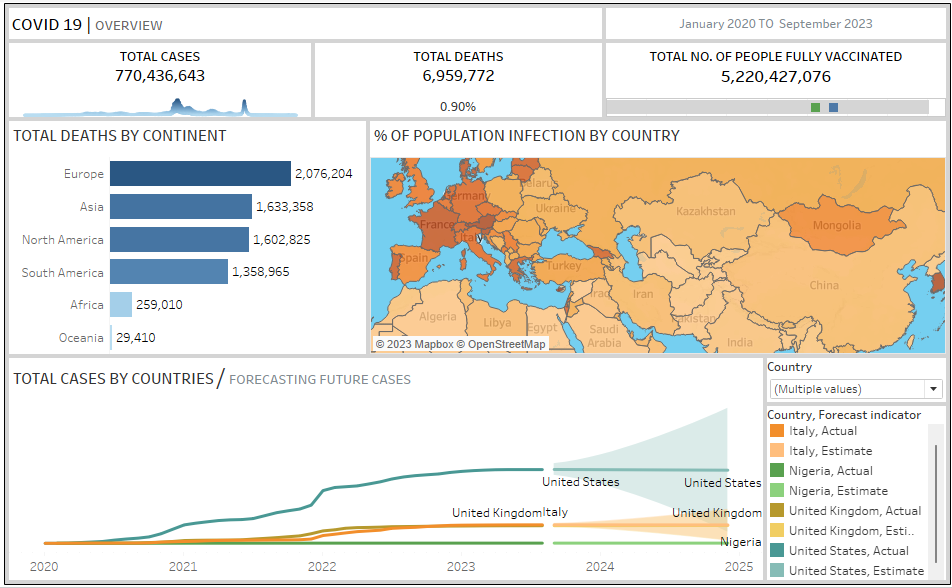 COVID 19 | OVERVIEW
January 2020 TO September 2023
TOTAL CASES
770,436,643
TOTAL DEATHS
6,959,772
0.90%
TOTAL NO. OF PEOPLE FULLY VACCINATED
5,220,427,076
TOTAL DEATHS BY CONTINENT
Europe 2,076,204
Asia 1,633,358
North America 1,602,825
South America 1,358,965
Africa 259,010
Oceania 29,410
% OF POPULATION INFECTION BY COUNTRY
Belarus
Germany
Ukraine
Kazakhstan
France
Mongolia
Italy
Spain
Turkey
China
Iraq
Iran
Algeria
Libya
Egypt
Pakistan
Saudi
Arabia
India
© 2023 Mapbox © OpenStreetMap
TOTAL CASES BY COUNTRIES / FORECASTING FUTURE CASES
United States
United States
United Kingdom
Italy
United Kingdom
Nigeria
2020 2021 2022 2023 2024 2025
Country
(Multiple values)
Country, Forecast indicator
Italy, Actual
Italy, Estimate
Nigeria, Actual
Nigeria, Estimate
United Kingdom, Actual
United Kingdom, Esti..
United States, Actual
United States, Estimate